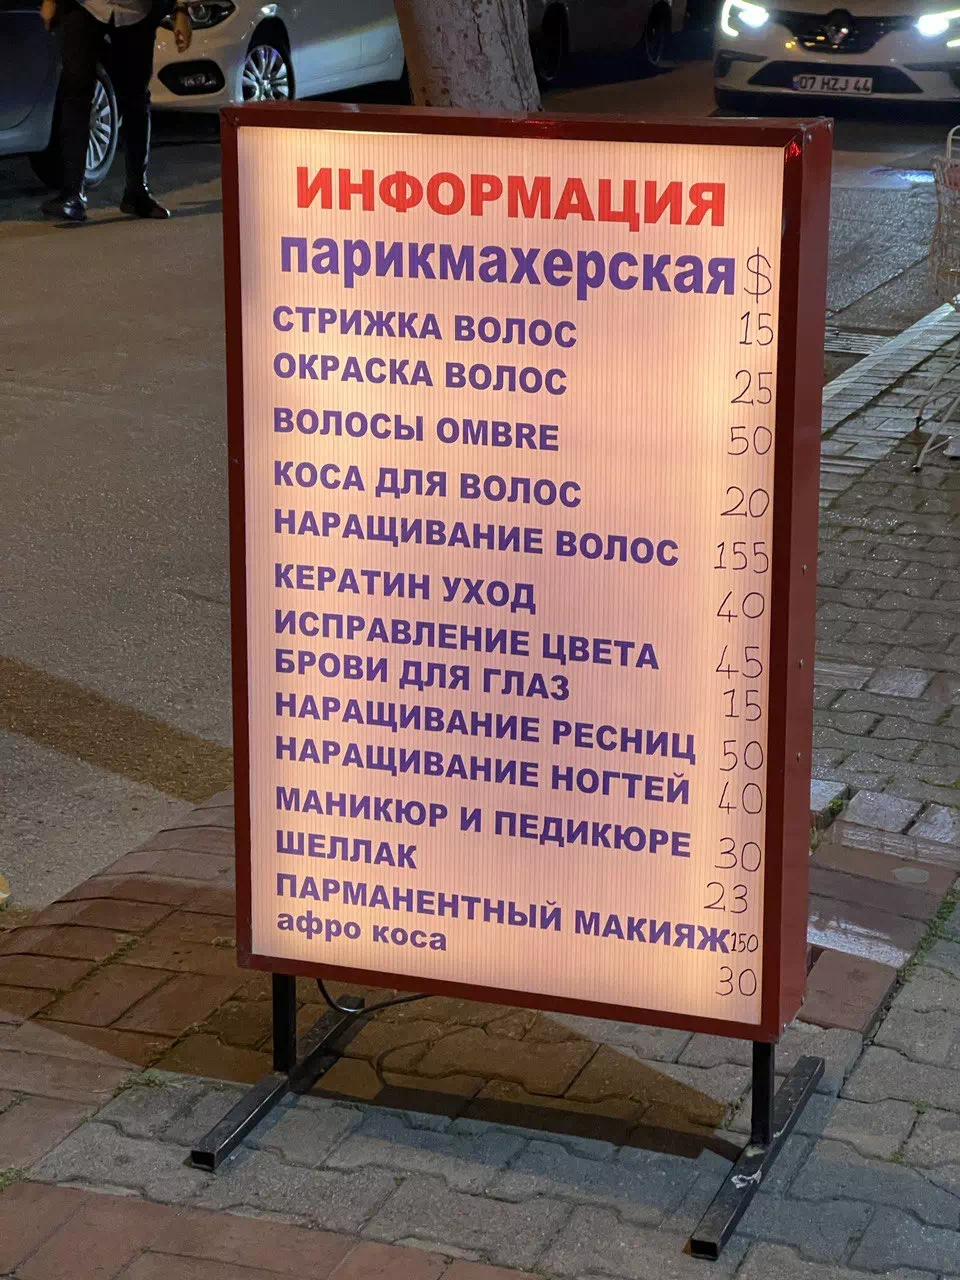 07 HZJ 44
ИНФОРМАЦИЯ
парикмахерская $
СТРИЖКА ВОЛОС 15
ОКРАСКА ВОЛОС 25
ВОЛОСЫ OMBRE 50
КОСА ДЛЯ ВОЛОС 20
НАРАЩИВАНИЕ ВОЛОС 155
КЕРАТИН УХОД 40
ИСПРАВЛЕНИЕ ЦВЕТА 45
БРОВИ ДЛЯ ГЛАЗ 15
НАРАЩИВАНИЕ РЕСНИЦ 50
НАРАЩИВАНИЕ НОГТЕЙ 40
МАНИКЮР И ПЕДИКЮРЕ 30
ШЕЛЛАК 23
ПАРМАНЕНТНЫЙ МАКИЯЖ 150
афро коса 30